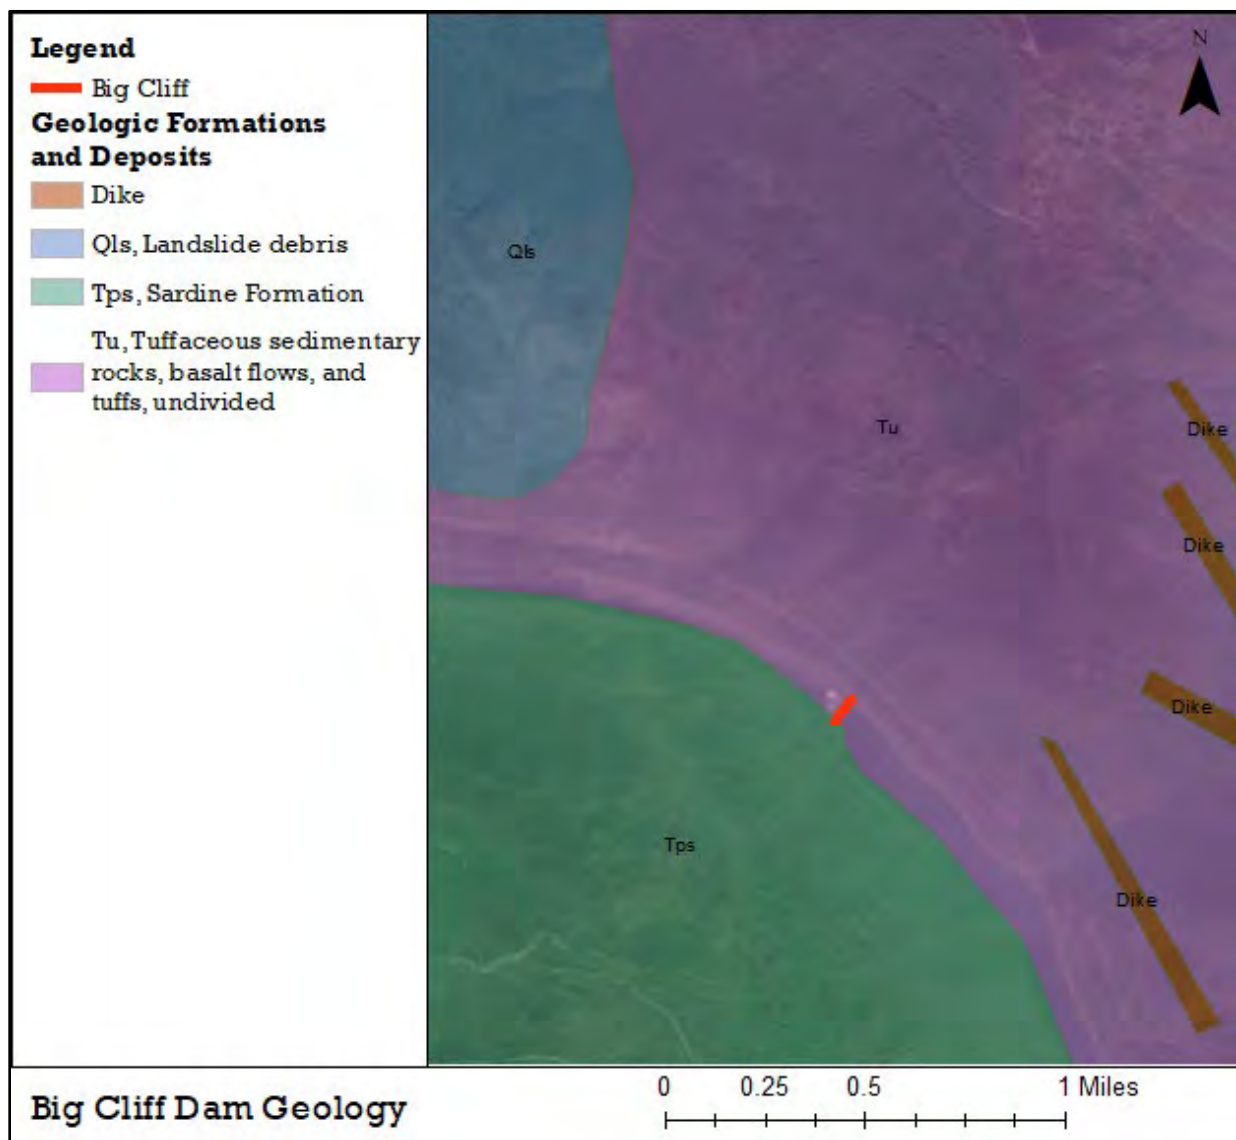 Legend
Big Cliff
Geologic Formations
and Deposits
Dike
Qls, Landslide debris
Tps, Sardine Formation
Tu, Tuffaceous sedimentary
rocks, basalt flows, and
tuffs, undivided
N
Qls
Tu
Dike
Dike
Dike
Tps
Dike
Big Cliff Dam Geology
0 0.25 0.5 1 Miles